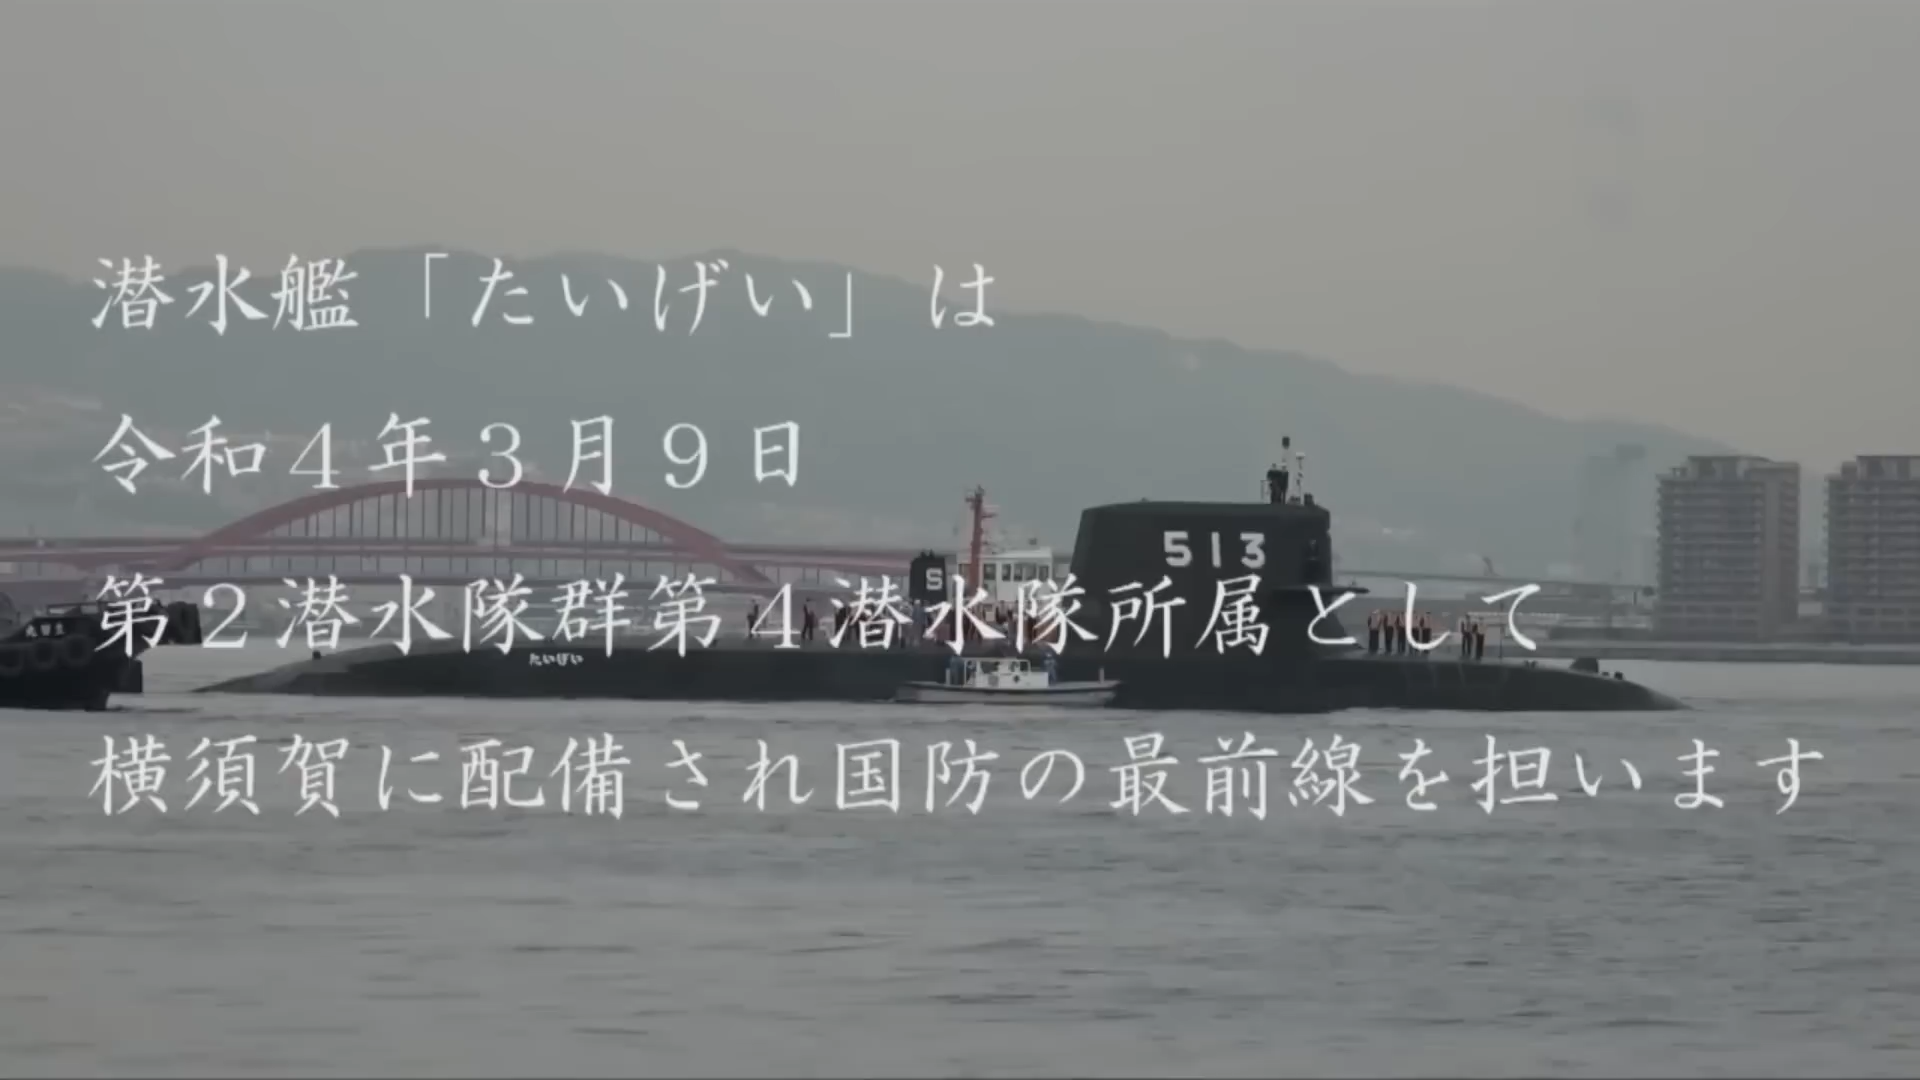 潜水艦「たいげい」は
令和４年３月９日
513
S
第２潜水隊群第４潜水隊所属として
たいげい
横須賀に配備され国防の最前線を担います